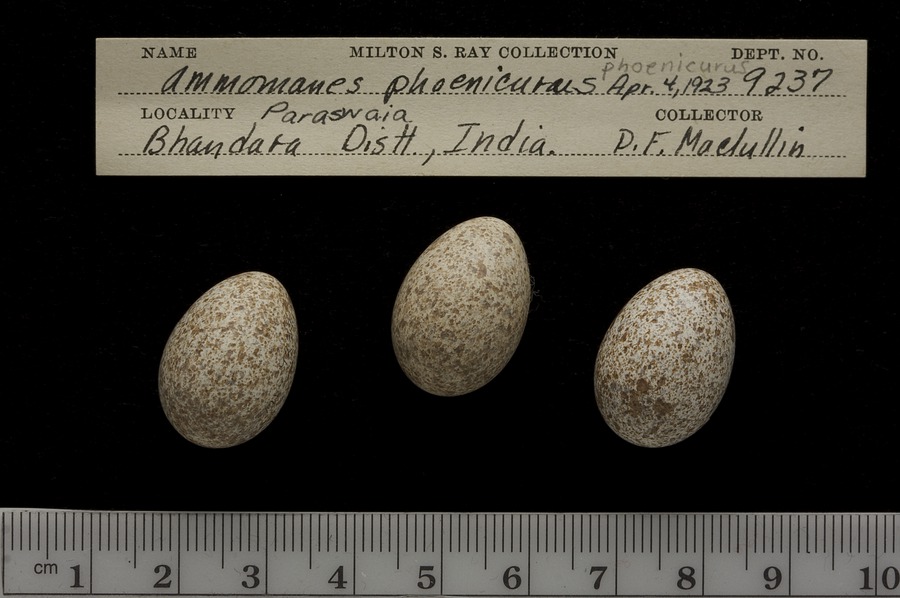 NAME MILTON S. RAY COLLECTION DEPT. NO.
phoenicurus
Ammomanes phoenicurus Apr. 4, 1923 9237
LOCALITY Paraswaia COLLECTOR
Bhandara Distt., India. D.F. Maclullin
cm 1 2 3 4 5 6 7 8 9 10